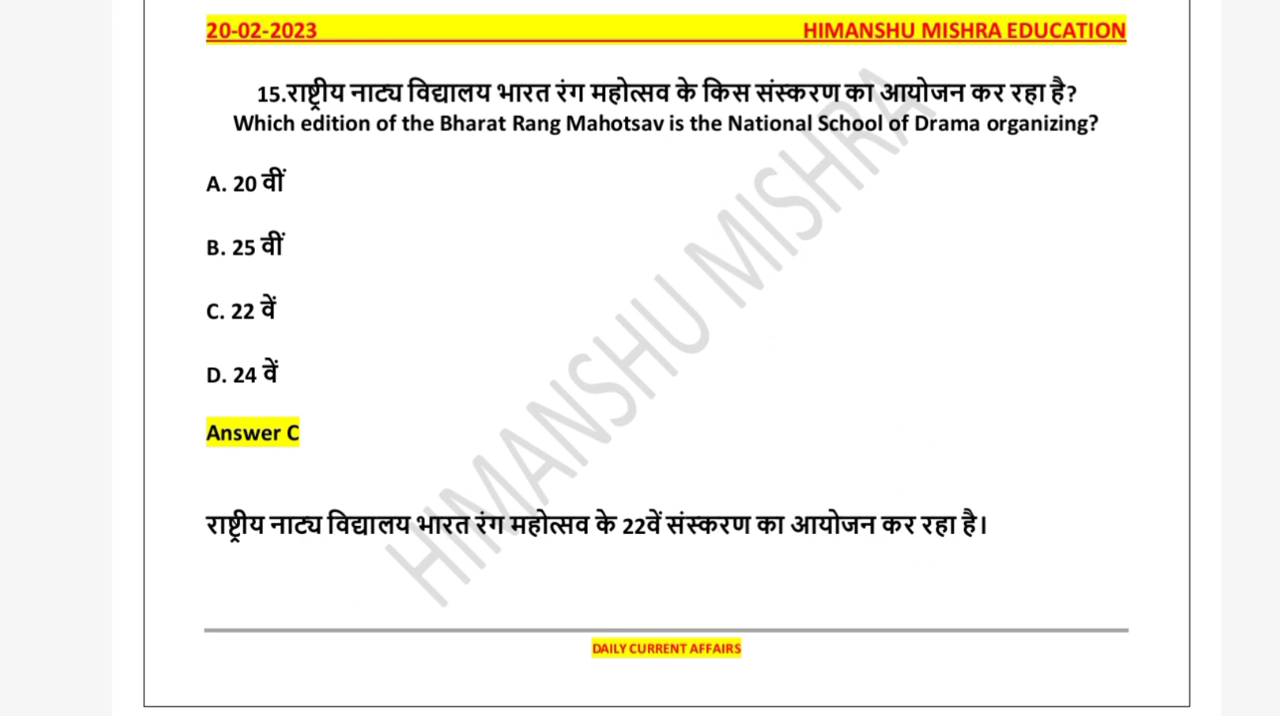 20-02-2023 HIMANSHU MISHRA EDUCATION
15.राष्ट्रीय नाट्य विद्यालय भारत रंग महोत्सव के किस संस्करण का आयोजन कर रहा है?
Which edition of the Bharat Rang Mahotsav is the National School of Drama organizing?
A. 20 वीं
B. 25 वीं
C. 22 वें
D. 24 वें
Answer C
राष्ट्रीय नाट्य विद्यालय भारत रंग महोत्सव के 22वें संस्करण का आयोजन कर रहा है।
HIMANSHU MISHRA
DAILY CURRENT AFFAIRS